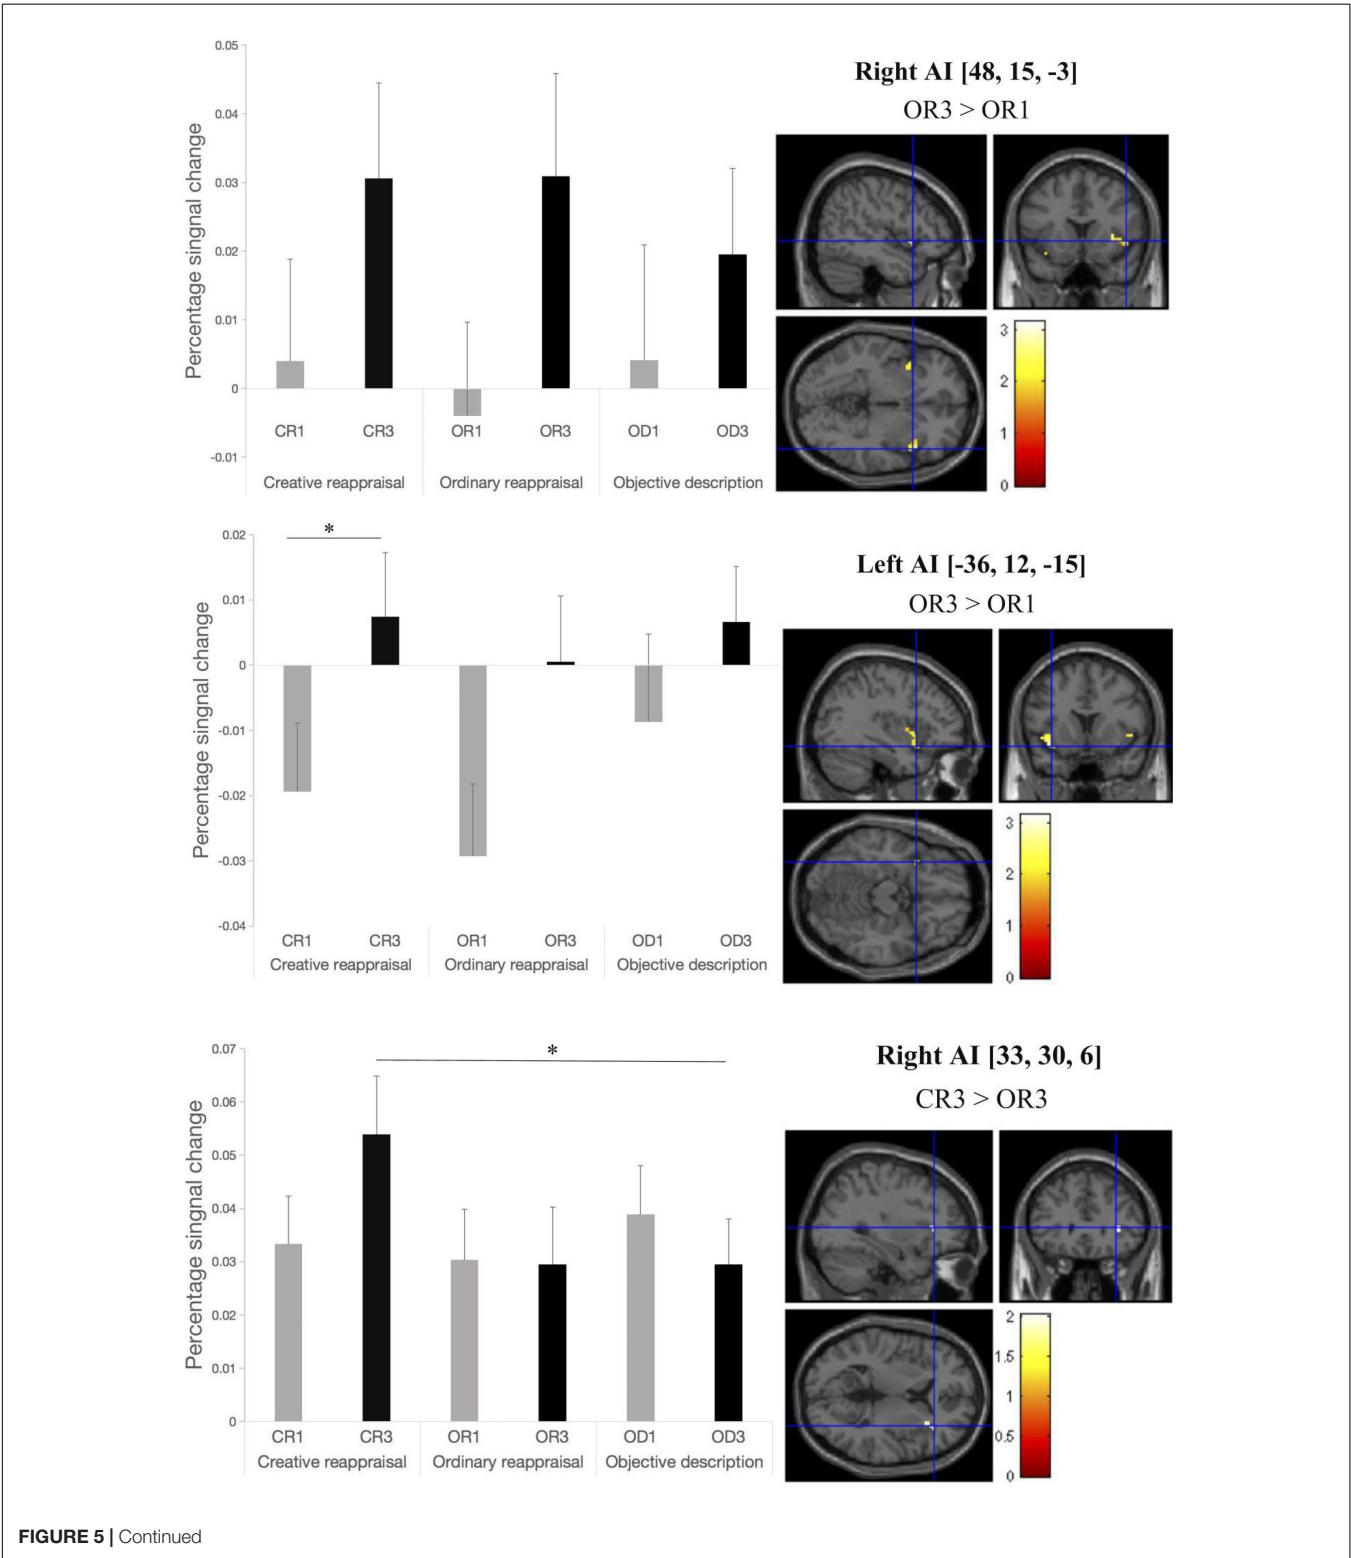 0.05
0.04
0.03
0.02
0.01
0
-0.01
Percentage singnal change
CR1 CR3 OR1 OR3 OD1 OD3
Creative reappraisal Ordinary reappraisal Objective description
Right AI [48, 15, -3]
OR3 > OR1
3
2
1
0
*
0.02
0.01
0
-0.01
-0.02
-0.03
-0.04
Percentage singnal change
CR1 CR3 OR1 OR3 OD1 OD3
Creative reappraisal Ordinary reappraisal Objective description
Left AI [-36, 12, -15]
OR3 > OR1
3
2
1
0
*
0.07
0.06
0.05
0.04
0.03
0.02
0.01
0
Percentage singnal change
CR1 CR3 OR1 OR3 OD1 OD3
Creative reappraisal Ordinary reappraisal Objective description
Right AI [33, 30, 6]
CR3 > OR3
2
1.5
1
0.5
0
FIGURE 5 | Continued